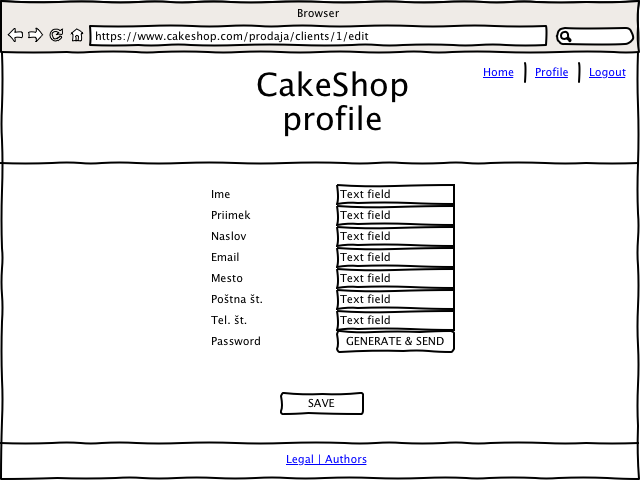 Browser
https://www.cakeshop.com/prodaja/clients/1/edit
Home Profile Logout
CakeShop
profile
Ime Text field
Priimek Text field
Naslov Text field
Email Text field
Mesto Text field
Poštna št. Text field
Tel. št. Text field
Password GENERATE & SEND
SAVE
Legal | Authors